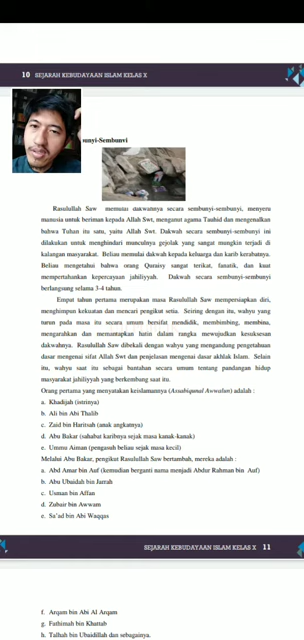 10 SEJARAH KEBUDAYAAN ISLAM KELAS X
bunyi-Sembunyi
Rasulullah Saw memulai dakwahnya secara sembunyi-sembunyi, menyeru
manusia untuk beriman kepada Allah Swt, menganut agama Tauhid dan mengenalkan
bahwa Tuhan itu satu, yaitu Allah Swt. Dakwah secara sembunyi-sembunyi ini
dilakukan untuk menghindari munculnya gejolak yang sangat mungkin terjadi di
kalangan masyarakat. Beliau memulai dakwah kepada keluarga dan karib kerabatnya.
Beliau mengetahui bahwa orang Quraisy sangat terikat, fanatik, dan kuat
mempertahankan kepercayaan jahiliyyah. Dakwah secara sembunyi-sembunyi
berlangsung selama 3-4 tahun.
Empat tahun pertama merupakan masa Rasulullah Saw mempersiapkan diri,
menghimpun kekuatan dan mencari pengikut setia. Seiring dengan itu, wahyu yang
turun pada masa itu secara umum bersifat mendidik, membimbing, membina,
mengarahkan dan memantapkan hatin dalam rangka mewujudkan kesuksesan
dakwahnya. Rasulullah Saw dibekali dengan wahyu yang mengandung pengetahuan
dasar mengenai sifat Allah Swt dan penjelasan mengenai dasar akhlak Islam. Selain
itu, wahyu saat itu sebagai bantahan secara umum tentang pandangan hidup
masyarakat jahiliyyah yang berkembang saat itu.
Orang pertama yang menyatakan keislamannya (Assabiqunal Awwalun) adalah :
a. Khadijah (istrinya)
b. Ali bin Abi Thalib
c. Zaid bin Haritsah (anak angkatnya)
d. Abu Bakar (sahabat karibnya sejak masa kanak-kanak)
e. Ummu Aiman (pengasuh beliau sejak masa kecil)
Melalui Abu Bakar, pengikut Rasulullah Saw bertambah, mereka adalah :
a. Abd Amar bin Auf (kemudian berganti nama menjadi Abdur Rahman bin Auf)
b. Abu Ubaidah bin Jarrah
c. Usman bin Affan
d. Zubair bin Awwam
e. Sa'ad bin Abi Waqqas
SEJARAH KEBUDAYAAN ISLAM KELAS X 11
f. Arqam bin Abi Al Arqam
g. Fathimah bin Khattab
h. Talhah bin Ubaidillah dan sebagainya.